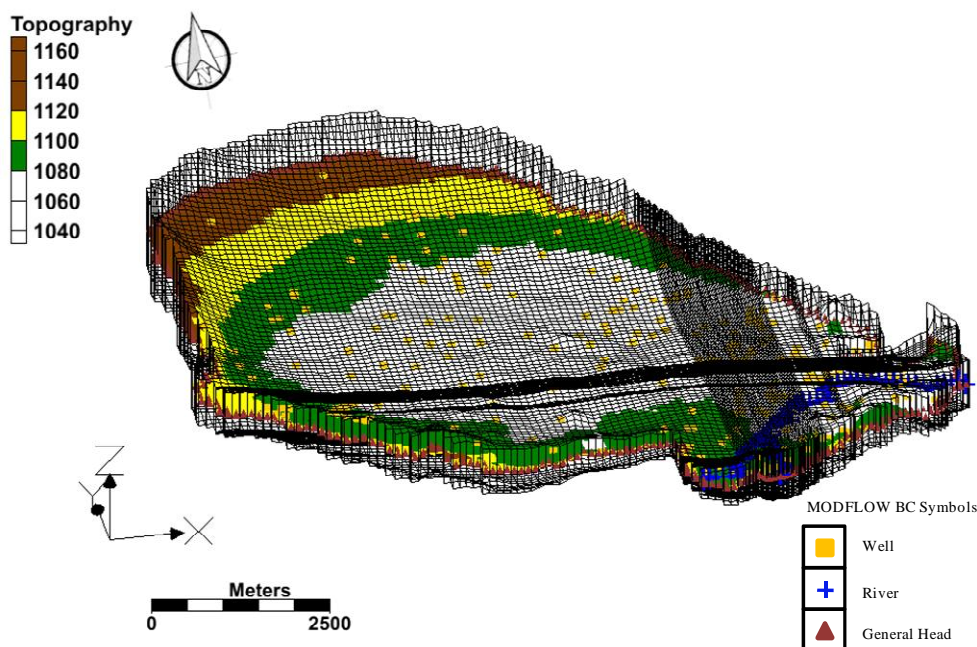 Topography
1160
1140
1120
1100
1080
1060
1040
N
Z
Y
X
Meters
0 2500
MODFLOW BC Symbols
Well
River
General Head